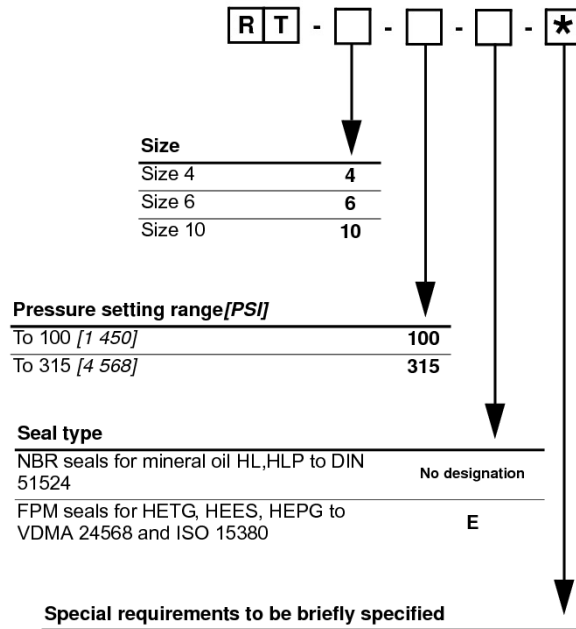 RT - □ - □ - □ - *
Size
Size 4 4
Size 6 6
Size 10 10
Pressure setting range[PSI]
To 100 [1 450] 100
To 315 [4 568] 315
Seal type
NBR seals for mineral oil HL,HLP to DIN
51524
No designation
FPM seals for HETG, HEES, HEPG to
VDMA 24568 and ISO 15380
E
Special requirements to be briefly specified